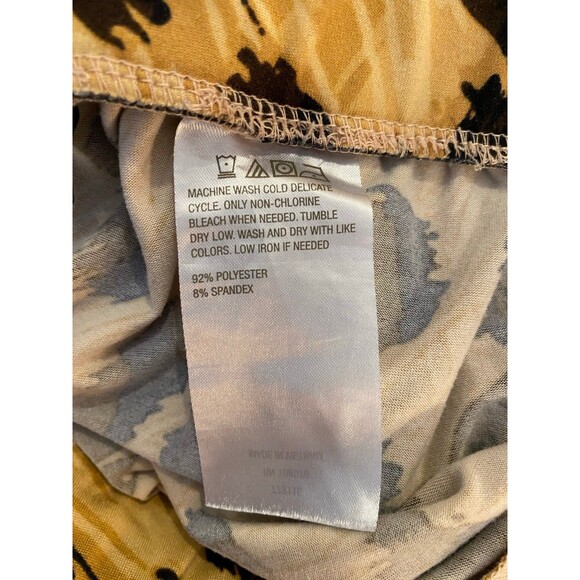 MACHINE WASH COLD DELICATE
CYCLE. ONLY NON-CHLORINE
BLEACH WHEN NEEDED. TUMBLE
DRY LOW. WASH AND DRY WITH LIKE
COLORS. LOW IRON IF NEEDED
92% POLYESTER
8% SPANDEX